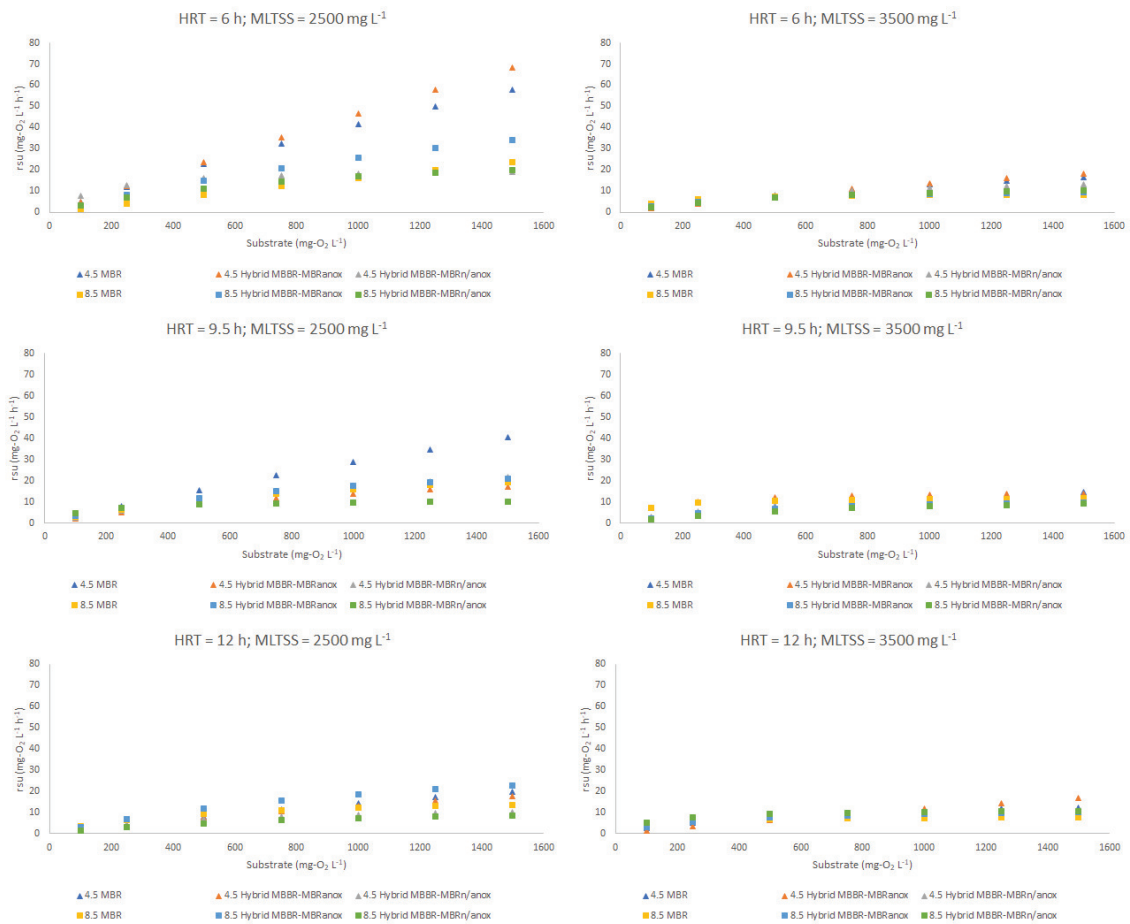 HRT = 6 h; MLTSS = 2500 mg L⁻¹
80
70
60
50
40
30
20
10
0
rsu (mg-O₂ L⁻¹ h⁻¹)
0 200 400 600 800 1000 1200 1400 1600
Substrate (mg-O₂ L⁻¹)
4.5 MBR 4.5 Hybrid MBBR-MBRanox 4.5 Hybrid MBBR-MBRn/anox
8.5 MBR 8.5 Hybrid MBBR-MBRanox 8.5 Hybrid MBBR-MBRn/anox
HRT = 6 h; MLTSS = 3500 mg L⁻¹
80
70
60
50
40
30
20
10
0
rsu (mg-O₂ L⁻¹ h⁻¹)
0 200 400 600 800 1000 1200 1400 1600
Substrate (mg-O₂ L⁻¹)
4.5 MBR 4.5 Hybrid MBBR-MBRanox 4.5 Hybrid MBBR-MBRn/anox
8.5 MBR 8.5 Hybrid MBBR-MBRanox 8.5 Hybrid MBBR-MBRn/anox
HRT = 9.5 h; MLTSS = 2500 mg L⁻¹
80
70
60
50
40
30
20
10
0
rsu (mg-O₂ L⁻¹ h⁻¹)
0 200 400 600 800 1000 1200 1400 1600
Substrate (mg-O₂ L⁻¹)
4.5 MBR 4.5 Hybrid MBBR-MBRanox 4.5 Hybrid MBBR-MBRn/anox
8.5 MBR 8.5 Hybrid MBBR-MBRanox 8.5 Hybrid MBBR-MBRn/anox
HRT = 9.5 h; MLTSS = 3500 mg L⁻¹
80
70
60
50
40
30
20
10
0
rsu (mg-O₂ L⁻¹ h⁻¹)
0 200 400 600 800 1000 1200 1400 1600
Substrate (mg-O₂ L⁻¹)
4.5 MBR 4.5 Hybrid MBBR-MBRanox 4.5 Hybrid MBBR-MBRn/anox
8.5 MBR 8.5 Hybrid MBBR-MBRanox 8.5 Hybrid MBBR-MBRn/anox
HRT = 12 h; MLTSS = 2500 mg L⁻¹
80
70
60
50
40
30
20
10
0
rsu (mg-O₂ L⁻¹ h⁻¹)
0 200 400 600 800 1000 1200 1400 1600
Substrate (mg-O₂ L⁻¹)
4.5 MBR 4.5 Hybrid MBBR-MBRanox 4.5 Hybrid MBBR-MBRn/anox
8.5 MBR 8.5 Hybrid MBBR-MBRanox 8.5 Hybrid MBBR-MBRn/anox
HRT = 12 h; MLTSS = 3500 mg L⁻¹
80
70
60
50
40
30
20
10
0
rsu (mg-O₂ L⁻¹ h⁻¹)
0 200 400 600 800 1000 1200 1400 1600
Substrate (mg-O₂ L⁻¹)
4.5 MBR 4.5 Hybrid MBBR-MBRanox 4.5 Hybrid MBBR-MBRn/anox
8.5 MBR 8.5 Hybrid MBBR-MBRanox 8.5 Hybrid MBBR-MBRn/anox